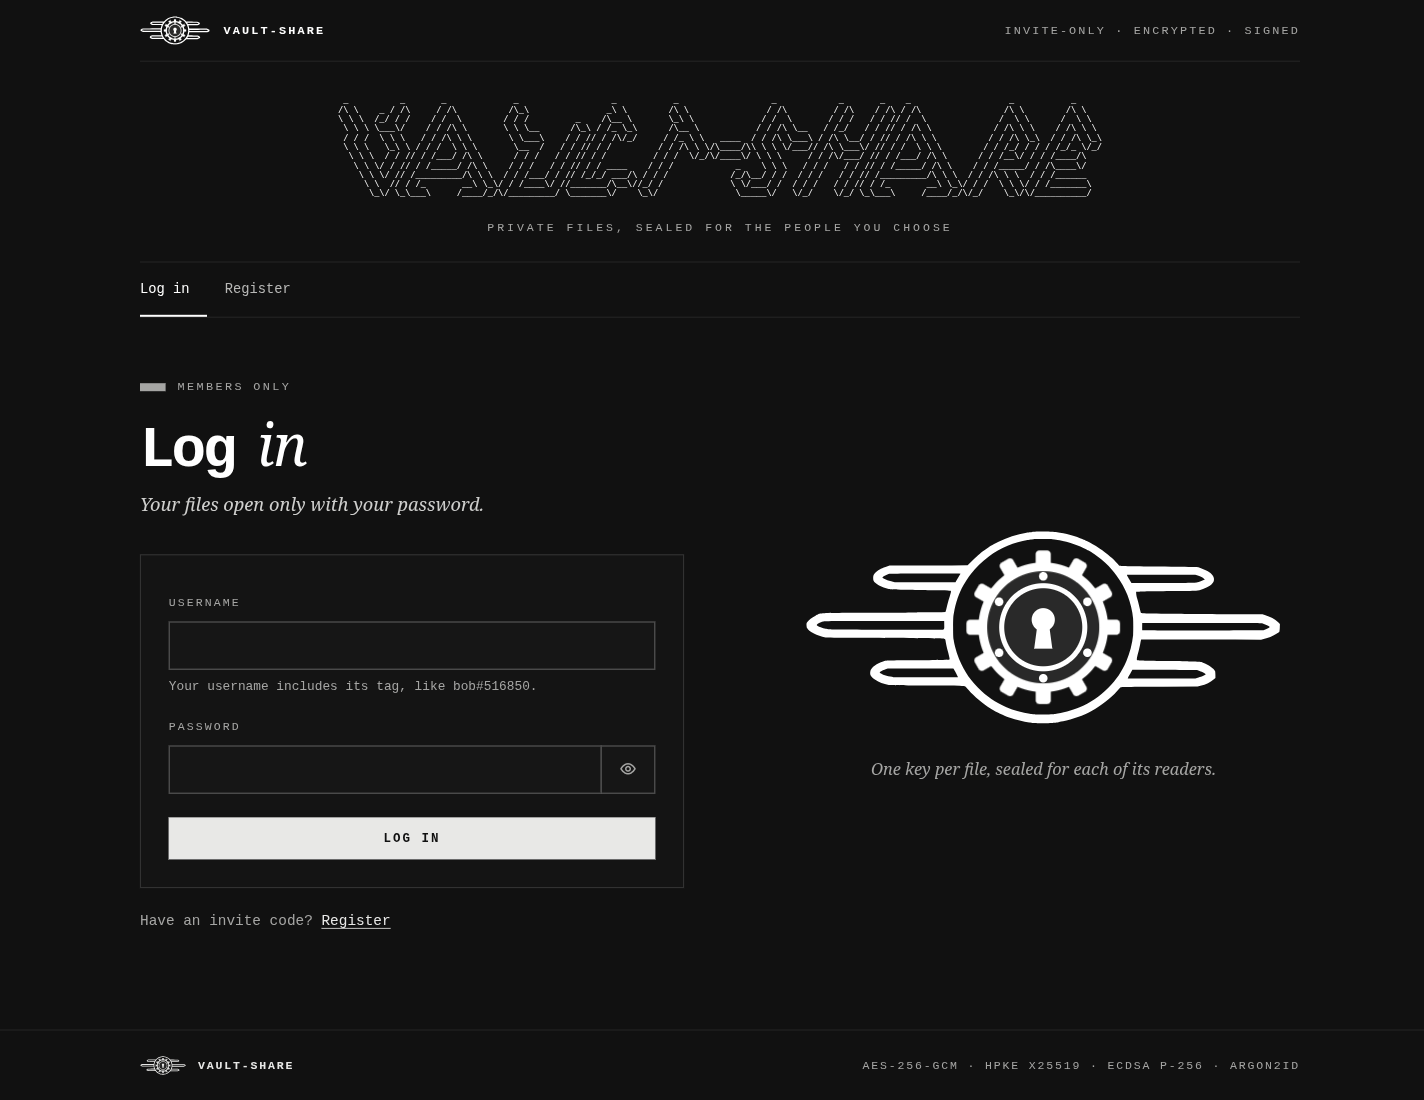 VAULT-SHARE
INVITE-ONLY · ENCRYPTED · SIGNED
VAULT-SHARE
PRIVATE FILES, SEALED FOR THE PEOPLE YOU CHOOSE
Log in
Register
MEMBERS ONLY
Log in
Your files open only with your password.
USERNAME
Your username includes its tag, like bob#516850.
PASSWORD
LOG IN
Have an invite code? Register
One key per file, sealed for each of its readers.
VAULT-SHARE
AES-256-GCM · HPKE X25519 · ECDSA P-256 · ARGON2ID